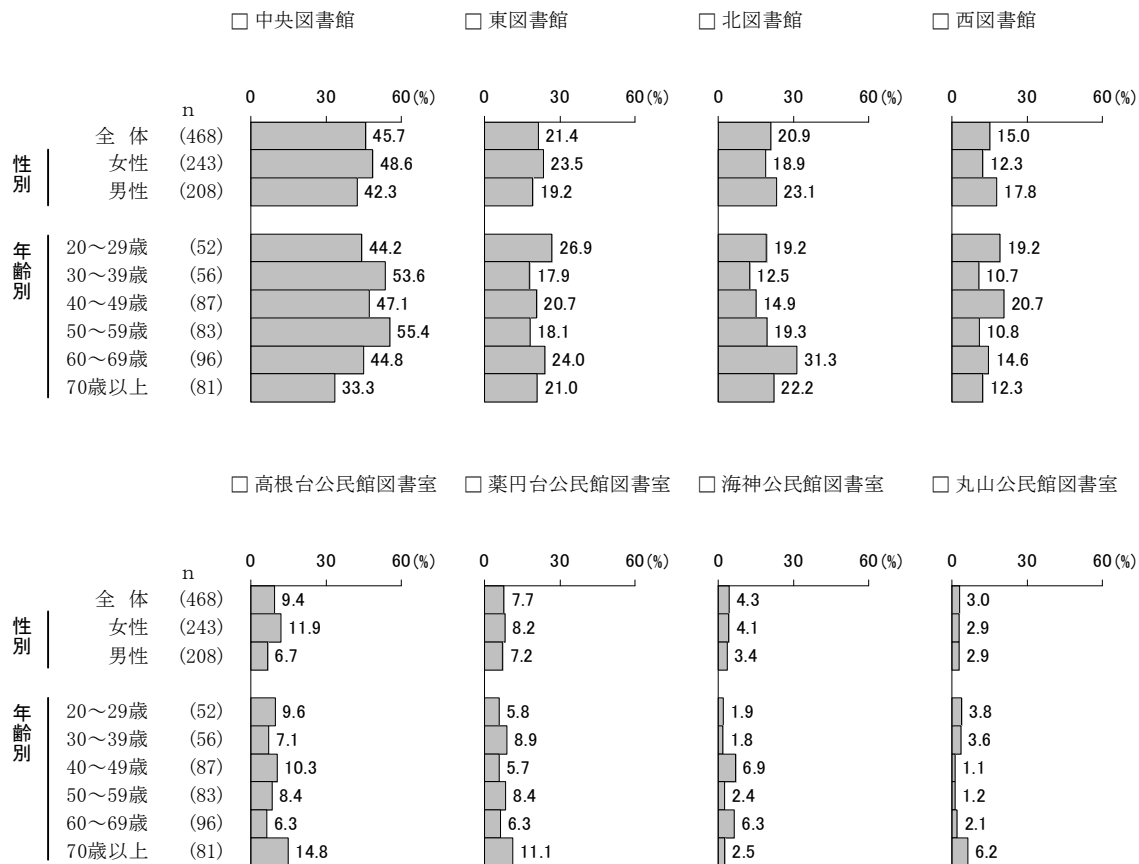 □ 中央図書館 □ 東図書館 □ 北図書館 □ 西図書館
0 30 60(%) 0 30 60(%) 0 30 60(%) 0 30 60(%)
n
全 体 (468) 45.7 21.4 20.9 15.0
性別
女性 (243) 48.6 23.5 18.9 12.3
男性 (208) 42.3 19.2 23.1 17.8
年齢別
20～29歳 (52) 44.2 26.9 19.2 19.2
30～39歳 (56) 53.6 17.9 12.5 10.7
40～49歳 (87) 47.1 20.7 14.9 20.7
50～59歳 (83) 55.4 18.1 19.3 10.8
60～69歳 (96) 44.8 24.0 31.3 14.6
70歳以上 (81) 33.3 21.0 22.2 12.3
□ 高根台公民館図書室 □ 薬円台公民館図書室 □ 海神公民館図書室 □ 丸山公民館図書室
0 30 60(%) 0 30 60(%) 0 30 60(%) 0 30 60(%)
n
全 体 (468) 9.4 7.7 4.3 3.0
性別
女性 (243) 11.9 8.2 4.1 2.9
男性 (208) 6.7 7.2 3.4 2.9
年齢別
20～29歳 (52) 9.6 5.8 1.9 3.8
30～39歳 (56) 7.1 8.9 1.8 3.6
40～49歳 (87) 10.3 5.7 6.9 1.1
50～59歳 (83) 8.4 8.4 2.4 1.2
60～69歳 (96) 6.3 6.3 6.3 2.1
70歳以上 (81) 14.8 11.1 2.5 6.2